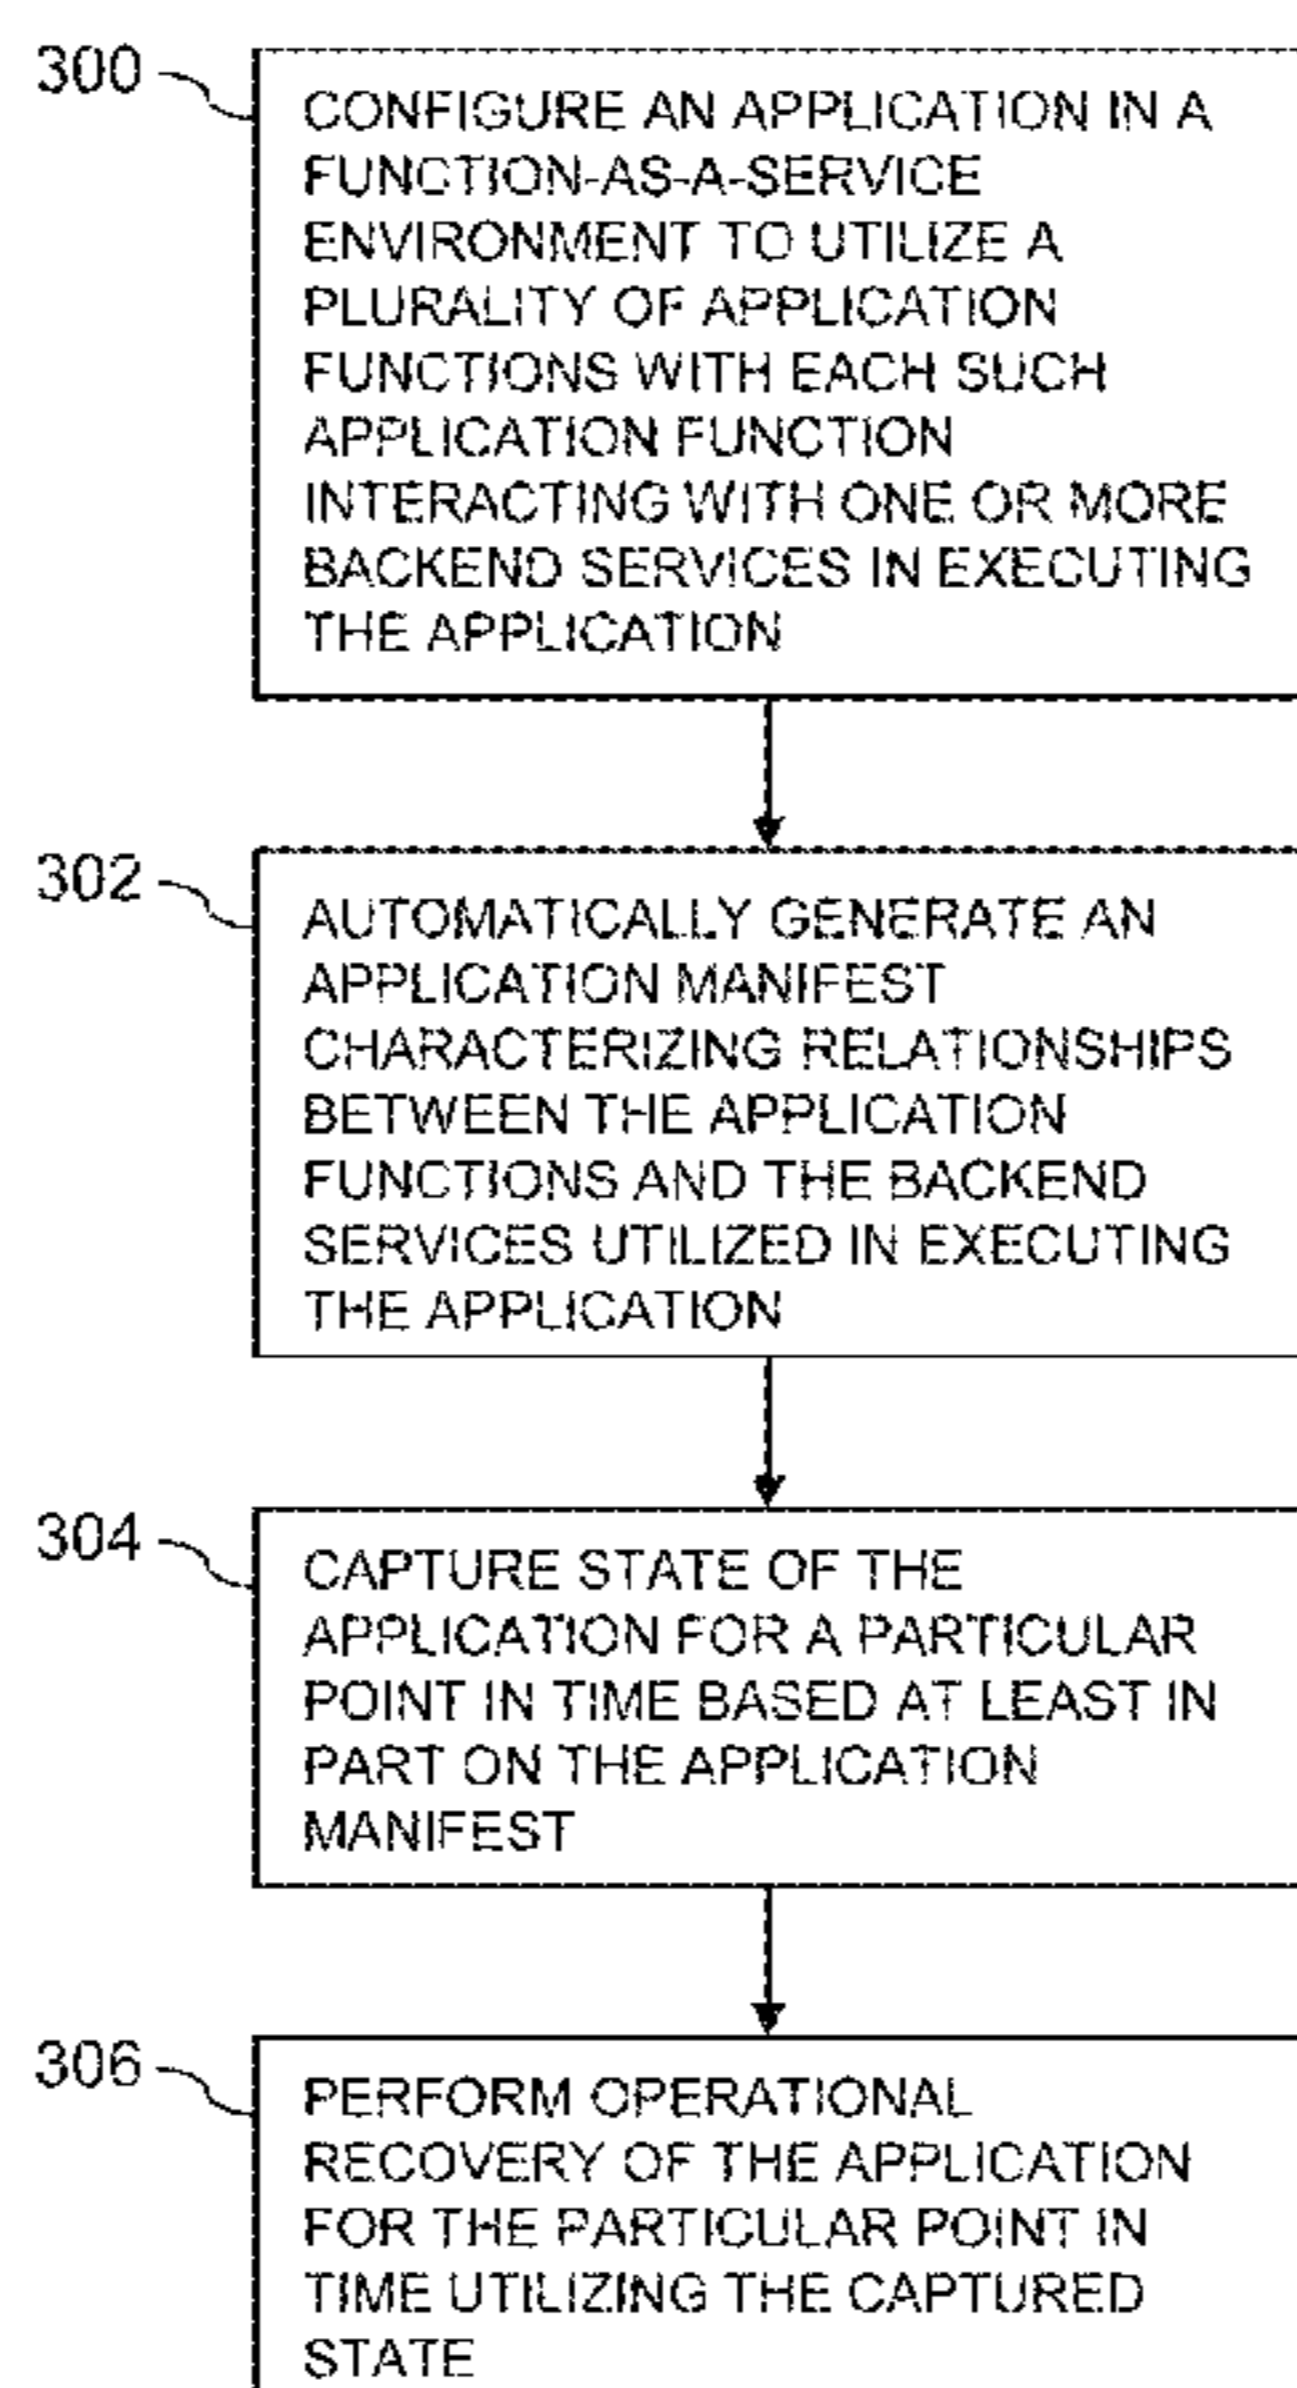 300
CONFIGURE AN APPLICATION IN A
FUNCTION-AS-A-SERVICE
ENVIRONMENT TO UTILIZE A
PLURALITY OF APPLICATION
FUNCTIONS WITH EACH SUCH
APPLICATION FUNCTION
INTERACTING WITH ONE OR MORE
BACKEND SERVICES IN EXECUTING
THE APPLICATION
302
AUTOMATICALLY GENERATE AN
APPLICATION MANIFEST
CHARACTERIZING RELATIONSHIPS
BETWEEN THE APPLICATION
FUNCTIONS AND THE BACKEND
SERVICES UTILIZED IN EXECUTING
THE APPLICATION
304
CAPTURE STATE OF THE
APPLICATION FOR A PARTICULAR
POINT IN TIME BASED AT LEAST IN
PART ON THE APPLICATION
MANIFEST
306
PERFORM OPERATIONAL
RECOVERY OF THE APPLICATION
FOR THE PARTICULAR POINT IN
TIME UTILIZING THE CAPTURED
STATE